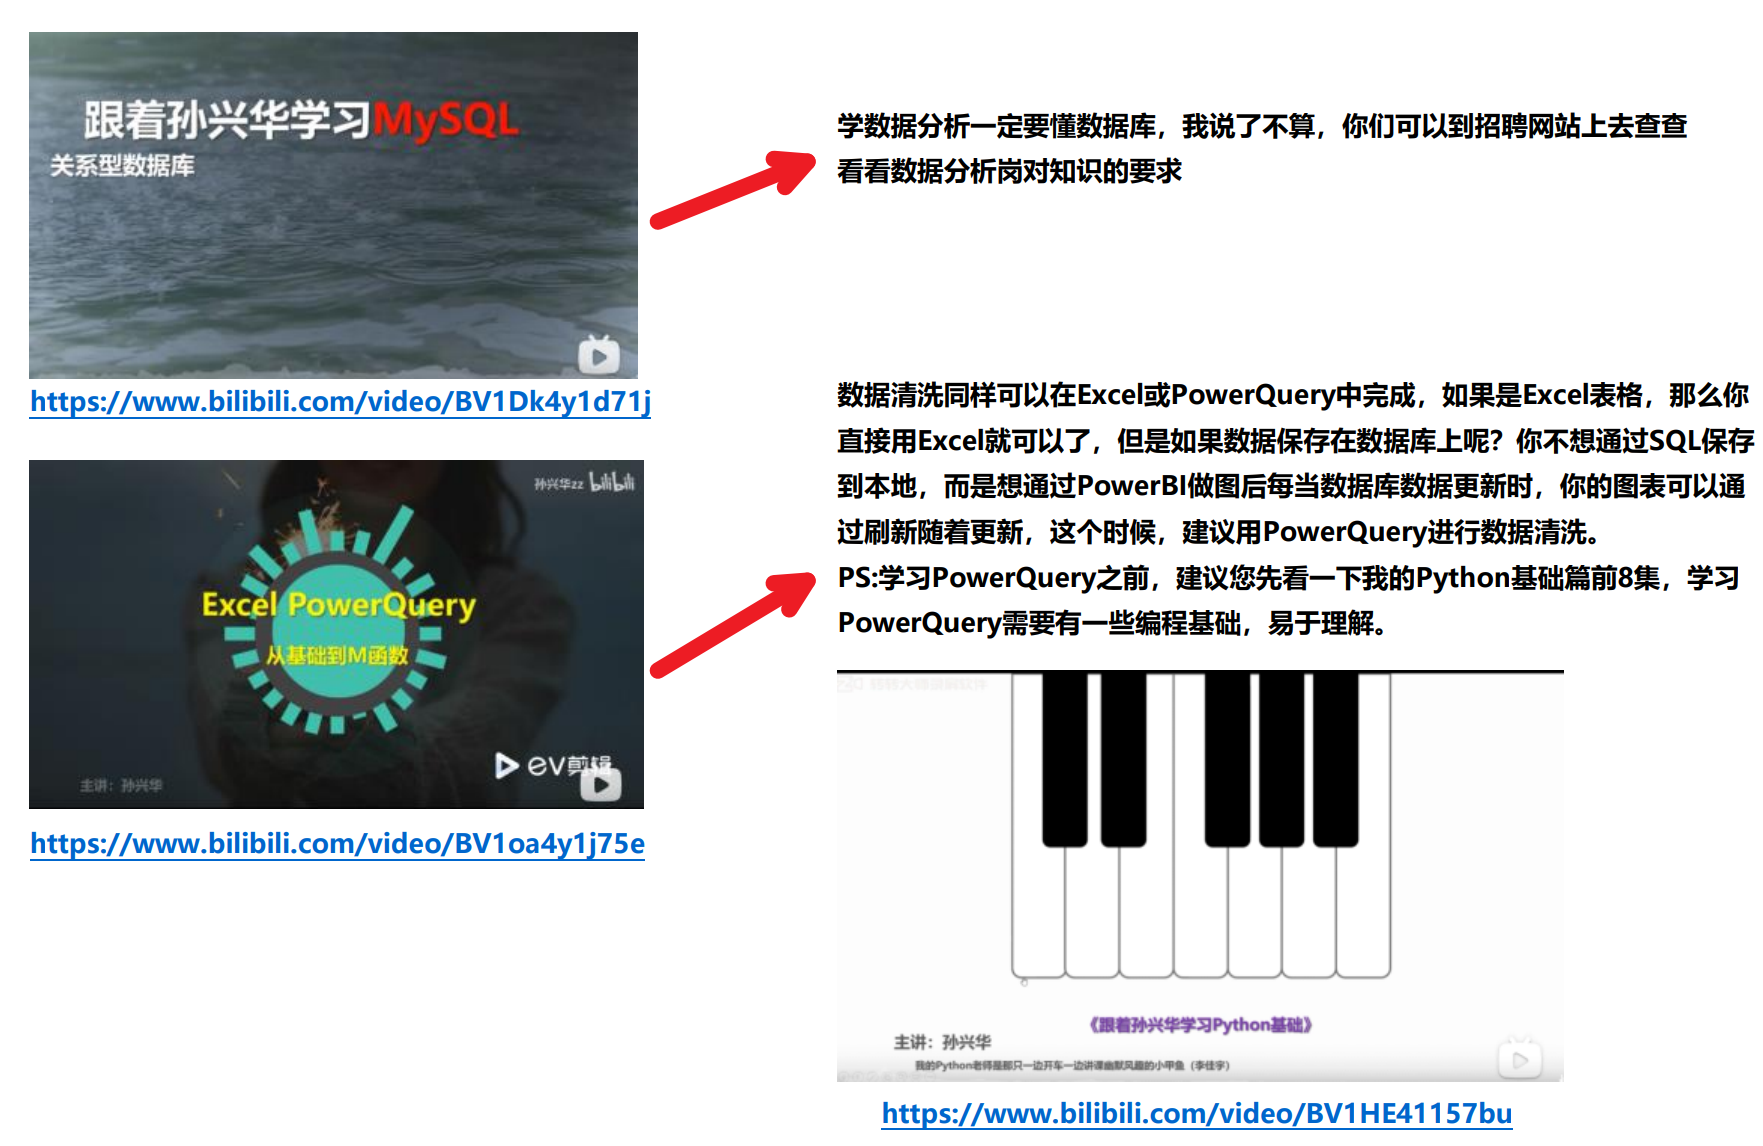 跟着孙兴华学习MySQL
关系型数据库
https://www.bilibili.com/video/BV1Dk4y1d71j
学数据分析一定要懂数据库，我说了不算，你们可以到招聘网站上去查查
看看数据分析岗对知识的要求
孙兴华zz bilibili
Excel PowerQuery
从基础到M函数
EV剪辑
主讲：孙兴华
https://www.bilibili.com/video/BV1oa4y1j75e
数据清洗同样可以在Excel或PowerQuery中完成，如果是Excel表格，那么你
直接用Excel就可以了，但是如果数据保存在数据库上呢？你不想通过SQL保存
到本地，而是想通过PowerBI做图后每当数据库数据更新时，你的图表可以通
过刷新随着更新，这个时候，建议用PowerQuery进行数据清洗。
PS:学习PowerQuery之前，建议您先看一下我的Python基础篇前8集，学习
PowerQuery需要有一些编程基础，易于理解。
《跟着孙兴华学习Python基础》
主讲：孙兴华
我的Python老师是那只一边开车一边讲课幽默风趣的小甲鱼（李佳宇）
https://www.bilibili.com/video/BV1HE41157bu